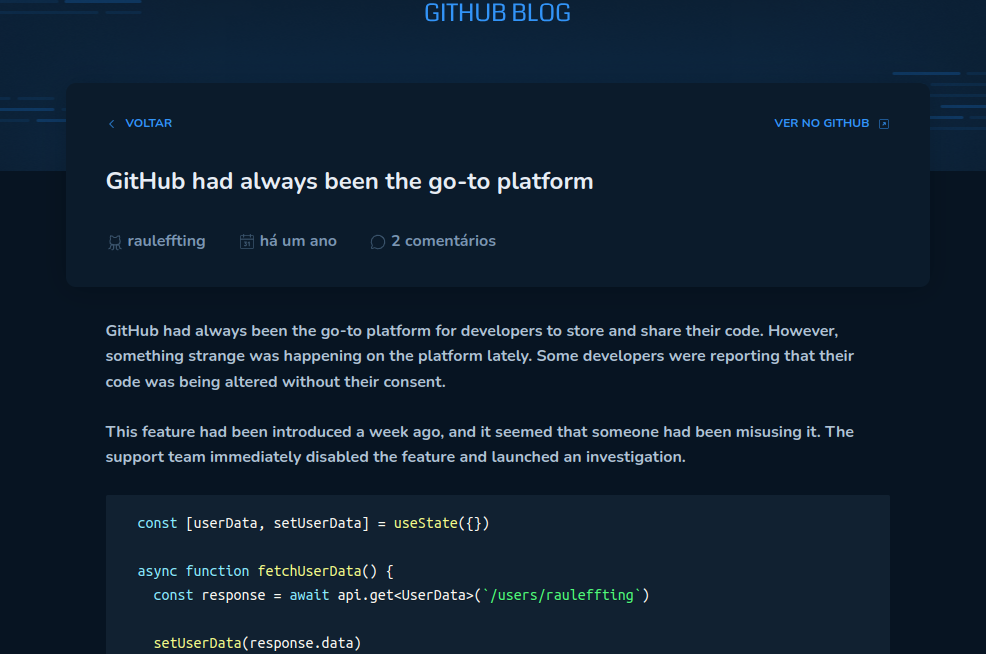 GITHUB BLOG
VOLTAR
VER NO GITHUB
GitHub had always been the go-to platform
rauleffting
31
há um ano
2 comentários
GitHub had always been the go-to platform for developers to store and share their code. However,
something strange was happening on the platform lately. Some developers were reporting that their
code was being altered without their consent.
This feature had been introduced a week ago, and it seemed that someone had been misusing it. The
support team immediately disabled the feature and launched an investigation.
const [userData, setUserData] = useState({})
async function fetchUserData() {
const response = await api.get<UserData>(`/users/rauleffting`)
setUserData(response.data)